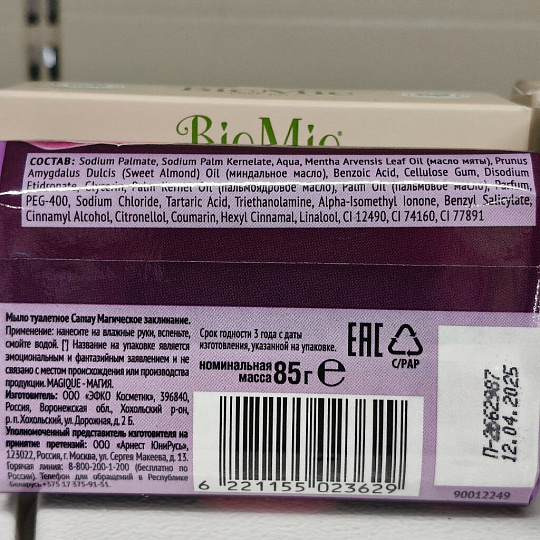 BioMio
СОСТАВ: Sodium Palmate, Sodium Palm Kernelate, Aqua, Mentha Arvensis Leaf Oil (масло мяты), Prunus
Amygdalus Dulcis (Sweet Almond) Oil (миндальное масло), Benzoic Acid, Cellulose Gum, Disodium
Etidronate, Glycerin, Palm Kernel Oil (пальмоядровое масло), Palm Oil (пальмовое масло), Parfum,
PEG-400, Sodium Chloride, Tartaric Acid, Triethanolamine, Alpha-Isomethyl Ionone, Benzyl Salicylate,
Cinnamyl Alcohol, Citronellol, Coumarin, Hexyl Cinnamal, Linalool, CI 12490, CI 74160, CI 77891
Мыло туалетное Camay Магическое заклинание.
Применение: нанесите на влажные руки, вспеньте,
смойте водой. [*] Название на упаковке является
эмоциональным и фантазийным заявлением и не
связано с местом происхождения или производства
продукции. MAGIQUE - МАГИЯ.
Изготовитель: ООО «ЭФКО Косметик», 396840,
Россия, Воронежская обл., Хохольский р-он,
р.п. Хохольский, ул. Дорожная, д. 2 Б.
Уполномоченный представитель изготовителя на
принятие претензий: ООО «Арнест ЮниРусь»,
123022, Россия, г. Москва, ул. Сергея Макеева, д. 13.
Горячая линия: 8-800-200-1-200 (бесплатно по
России). Телефон для обращений в Республике
Беларусь +375 17 375-91-51.
Срок годности 3 года с даты
изготовления, указанной на упаковке.
номинальная
масса 85 г e
EAC
C/PAP
6 221155 023629
П-2662987
12.04.2025
90012249